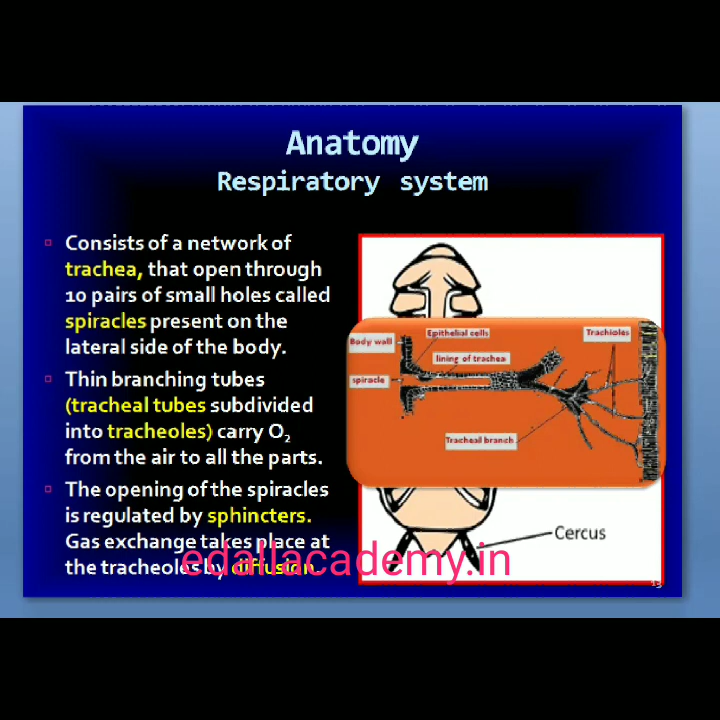 Anatomy
Respiratory system
Consists of a network of
trachea, that open through
10 pairs of small holes called
spiracles present on the
lateral side of the body.
Thin branching tubes
(tracheal tubes subdivided
into tracheoles) carry O₂
from the air to all the parts.
The opening of the spiracles
is regulated by sphincters.
Gas exchange takes place at
the tracheoles by diffusion.
Body wall
Epithelial cells
Trachioles
lining of trachea
spiracle
Tracheal branch
Cercus
edallacademy.in
13